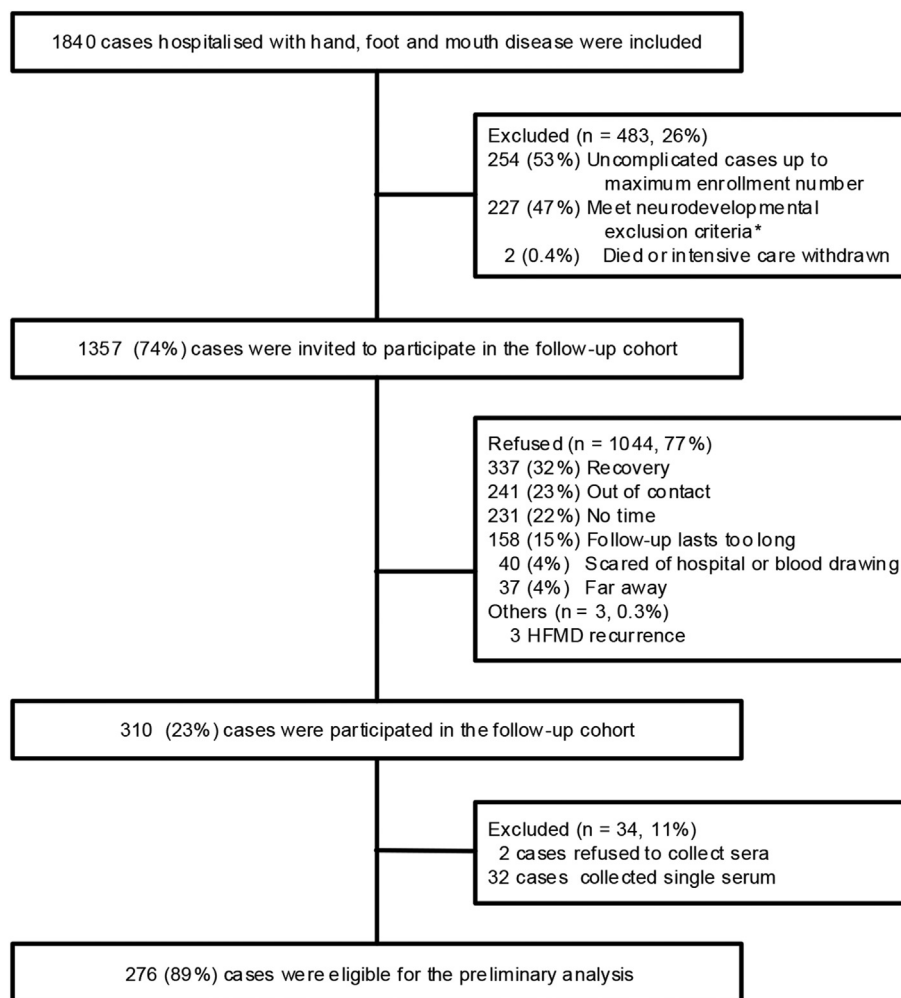 1840 cases hospitalised with hand, foot and mouth disease were included
Excluded (n = 483, 26%)
254 (53%) Uncomplicated cases up to
maximum enrollment number
227 (47%) Meet neurodevelopmental
exclusion criteria*
2 (0.4%) Died or intensive care withdrawn
1357 (74%) cases were invited to participate in the follow-up cohort
Refused (n = 1044, 77%)
337 (32%) Recovery
241 (23%) Out of contact
231 (22%) No time
158 (15%) Follow-up lasts too long
40 (4%) Scared of hospital or blood drawing
37 (4%) Far away
Others (n = 3, 0.3%)
3 HFMD recurrence
310 (23%) cases were participated in the follow-up cohort
Excluded (n = 34, 11%)
2 cases refused to collect sera
32 cases collected single serum
276 (89%) cases were eligible for the preliminary analysis